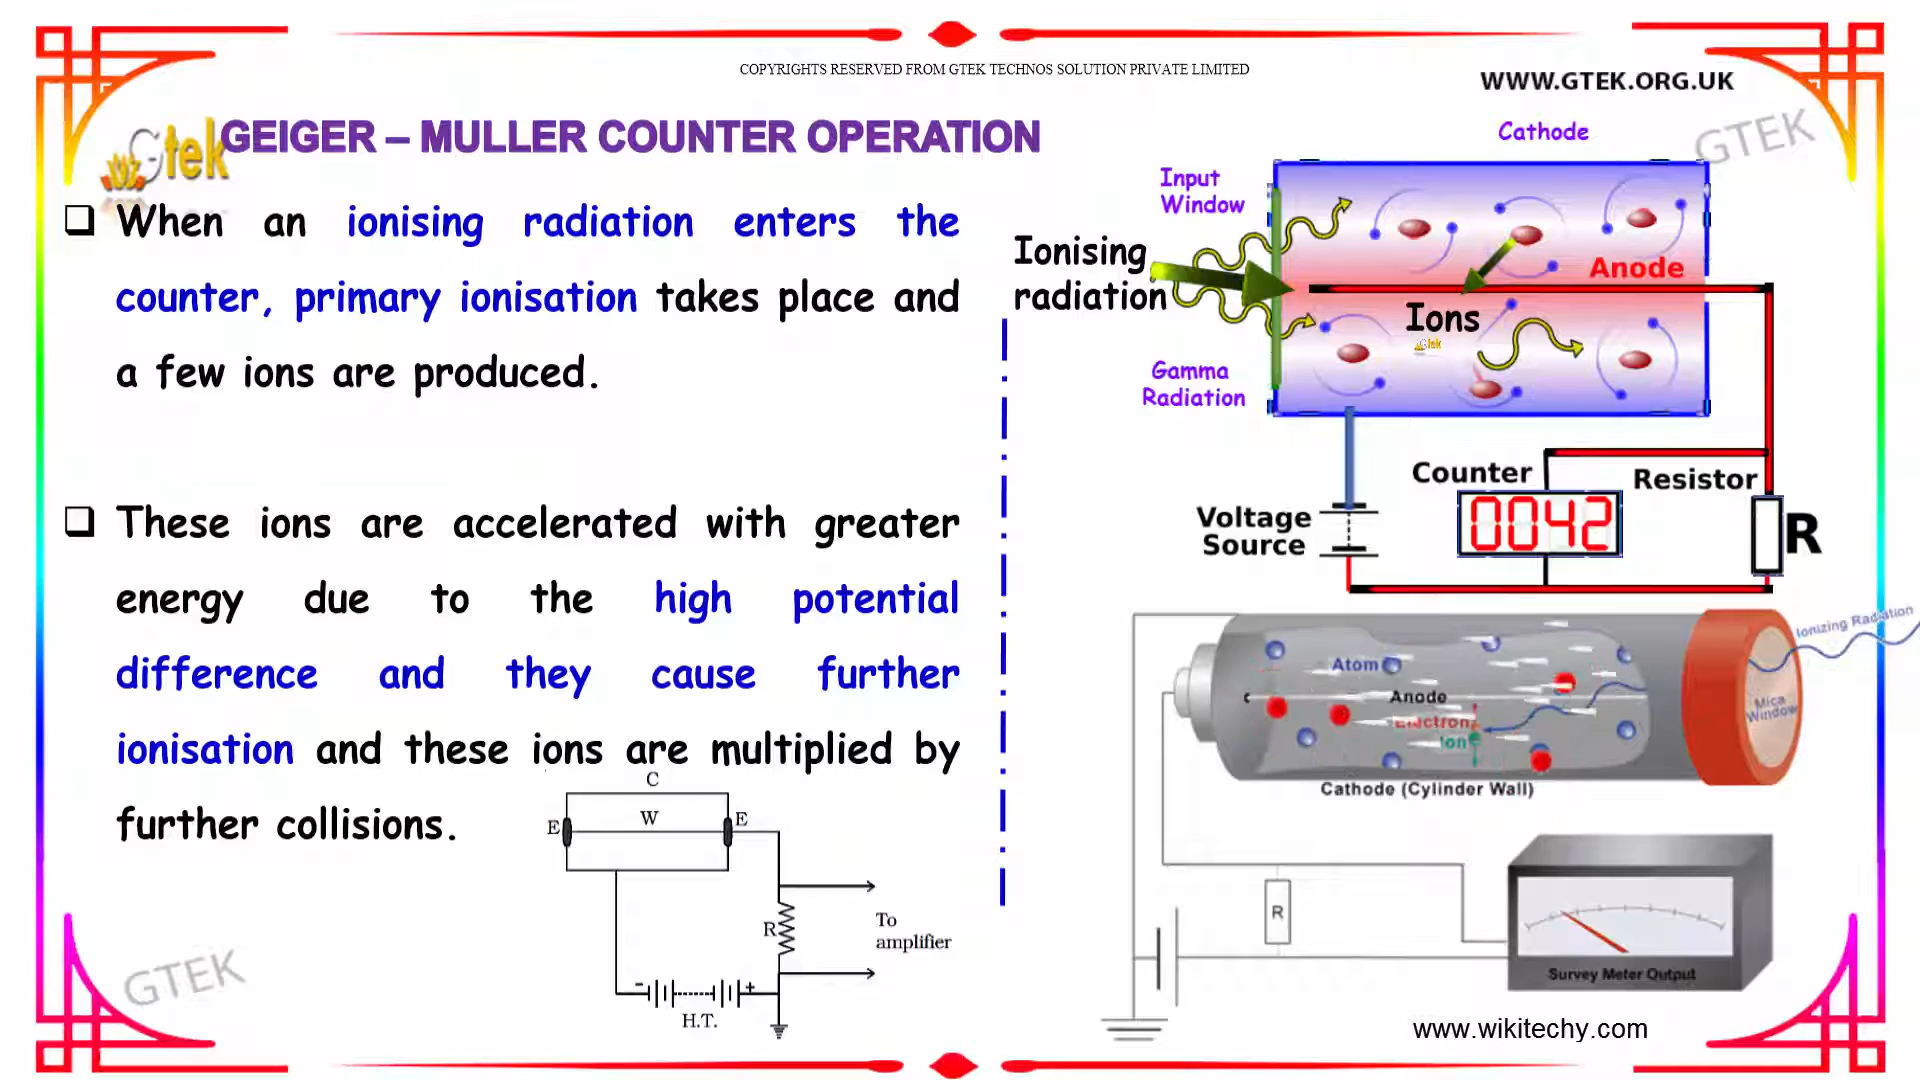 COPYRIGHTS RESERVED FROM GTEK TECHNOS SOLUTION PRIVATE LIMITED
WWW.GTEK.ORG.UK
GTEK
Gtek
GEIGER – MULLER COUNTER OPERATION
❑ When an ionising radiation enters the
counter, primary ionisation takes place and
a few ions are produced.
❑ These ions are accelerated with greater
energy due to the high potential
difference and they cause further
ionisation and these ions are multiplied by
further collisions.
C
E
W
E
R
To
amplifier
-
+
H.T.
GTEK
Cathode
Input
Window
Ionising
radiation
Anode
Ions
Gtek
Gamma
Radiation
Counter
Resistor
Voltage
Source
0042
R
Ionizing Radiation
Atom
Anode
Electron
Ion
Mica
Window
Cathode (Cylinder Wall)
R
Survey Meter Output
www.wikitechy.com